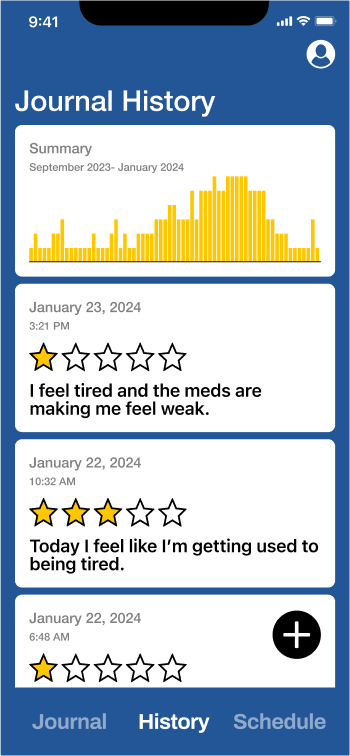 9:41
Journal History
Summary
September 2023- January 2024
January 23, 2024
3:21 PM
I feel tired and the meds are
making me feel weak.
January 22, 2024
10:32 AM
Today I feel like I'm getting used to
being tired.
January 22, 2024
6:48 AM
Journal History Schedule